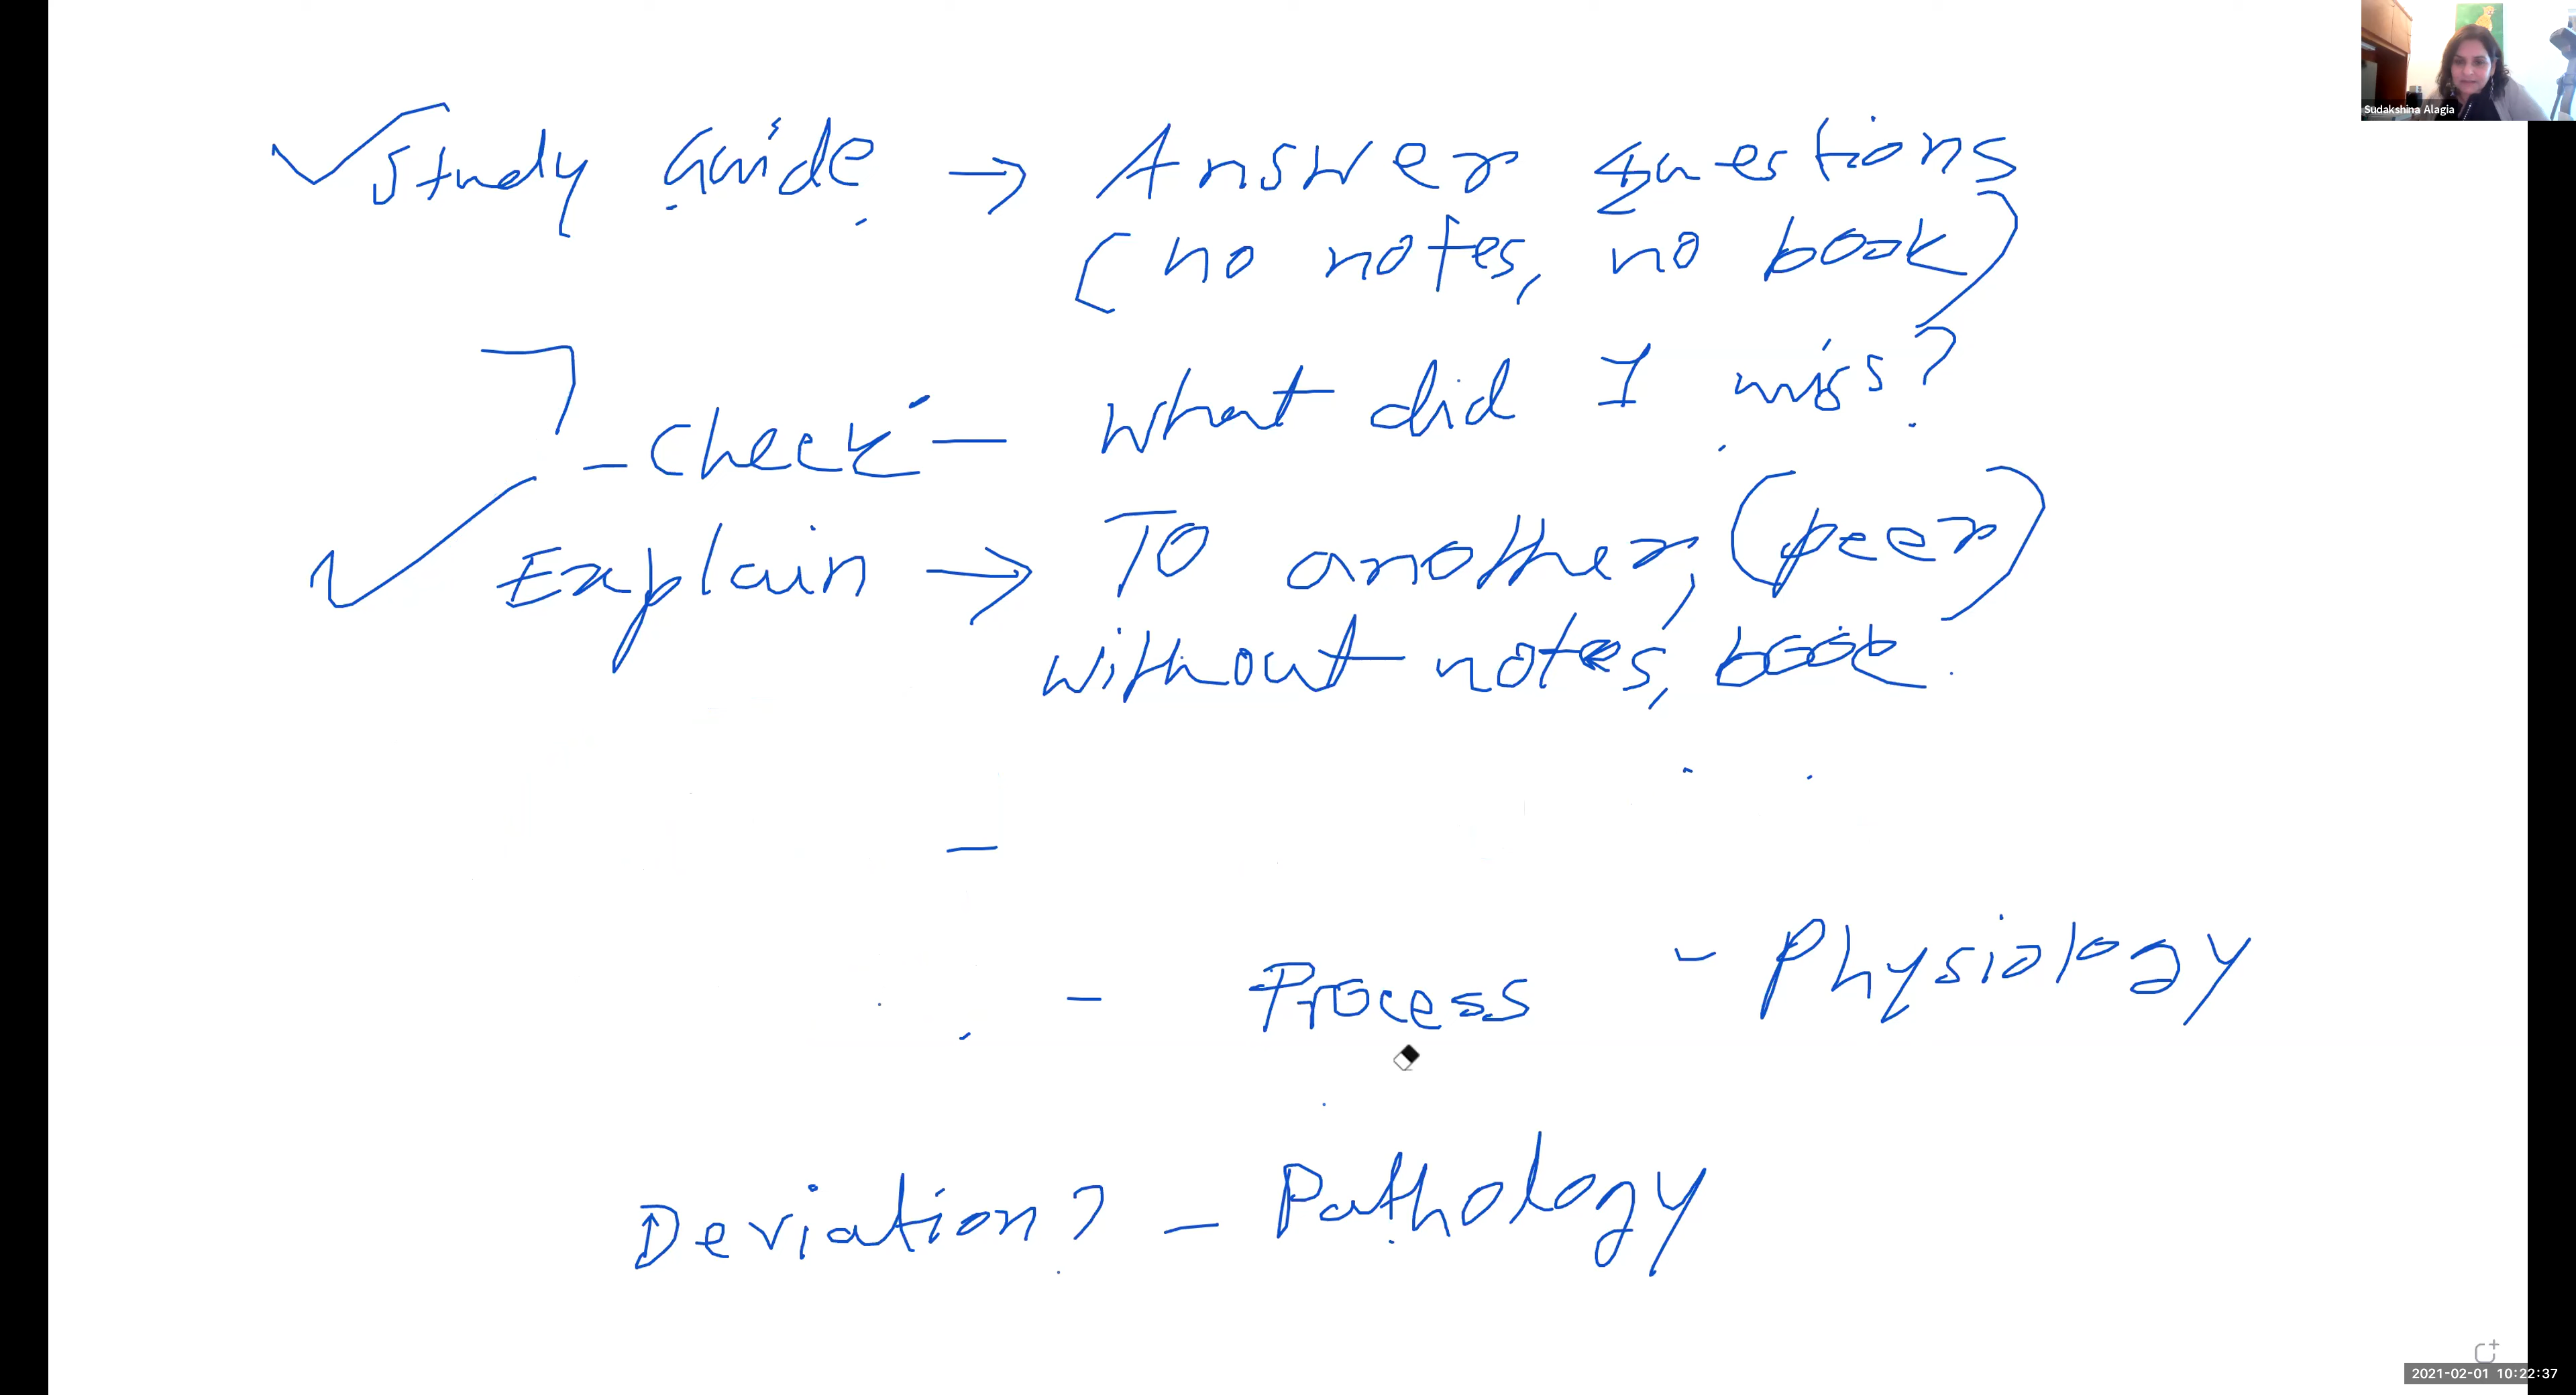 Study Guide → Answer questions
(no notes, no book)
- Check - What did I miss?
Explain → To another, (peer)
without notes, book.
- Process - Physiology
Deviation? - Pathology
Sudakshina Alagia
2021-02-01 10:22:37